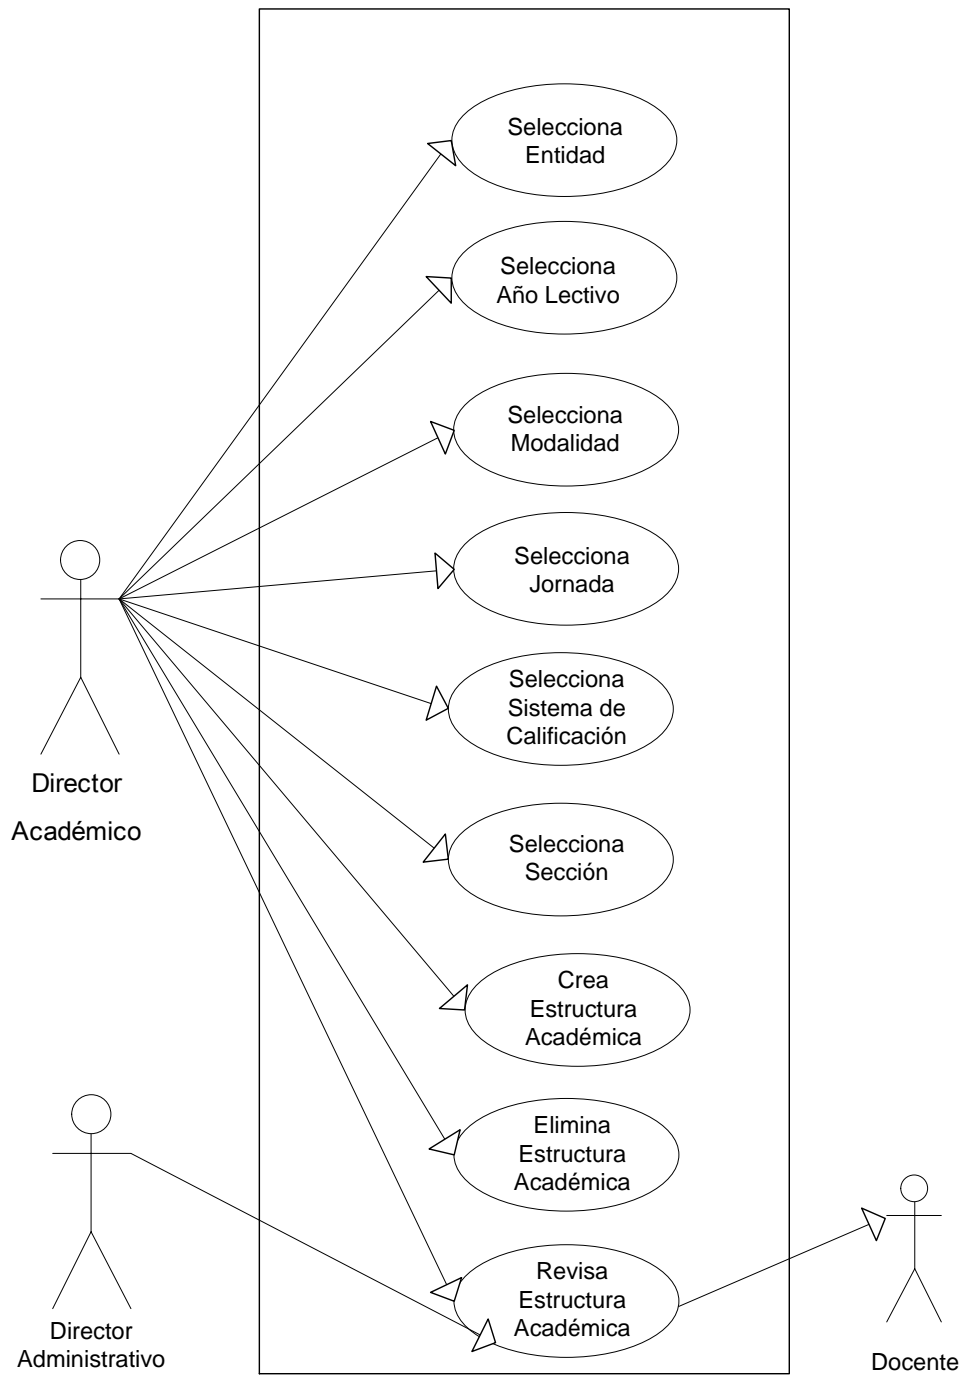 Selecciona
Entidad
Selecciona
Año Lectivo
Selecciona
Modalidad
Selecciona
Jornada
Selecciona
Sistema de
Calificación
Director
Académico
Selecciona
Sección
Crea
Estructura
Académica
Elimina
Estructura
Académica
Revisa
Estructura
Académica
Director
Administrativo
Docente